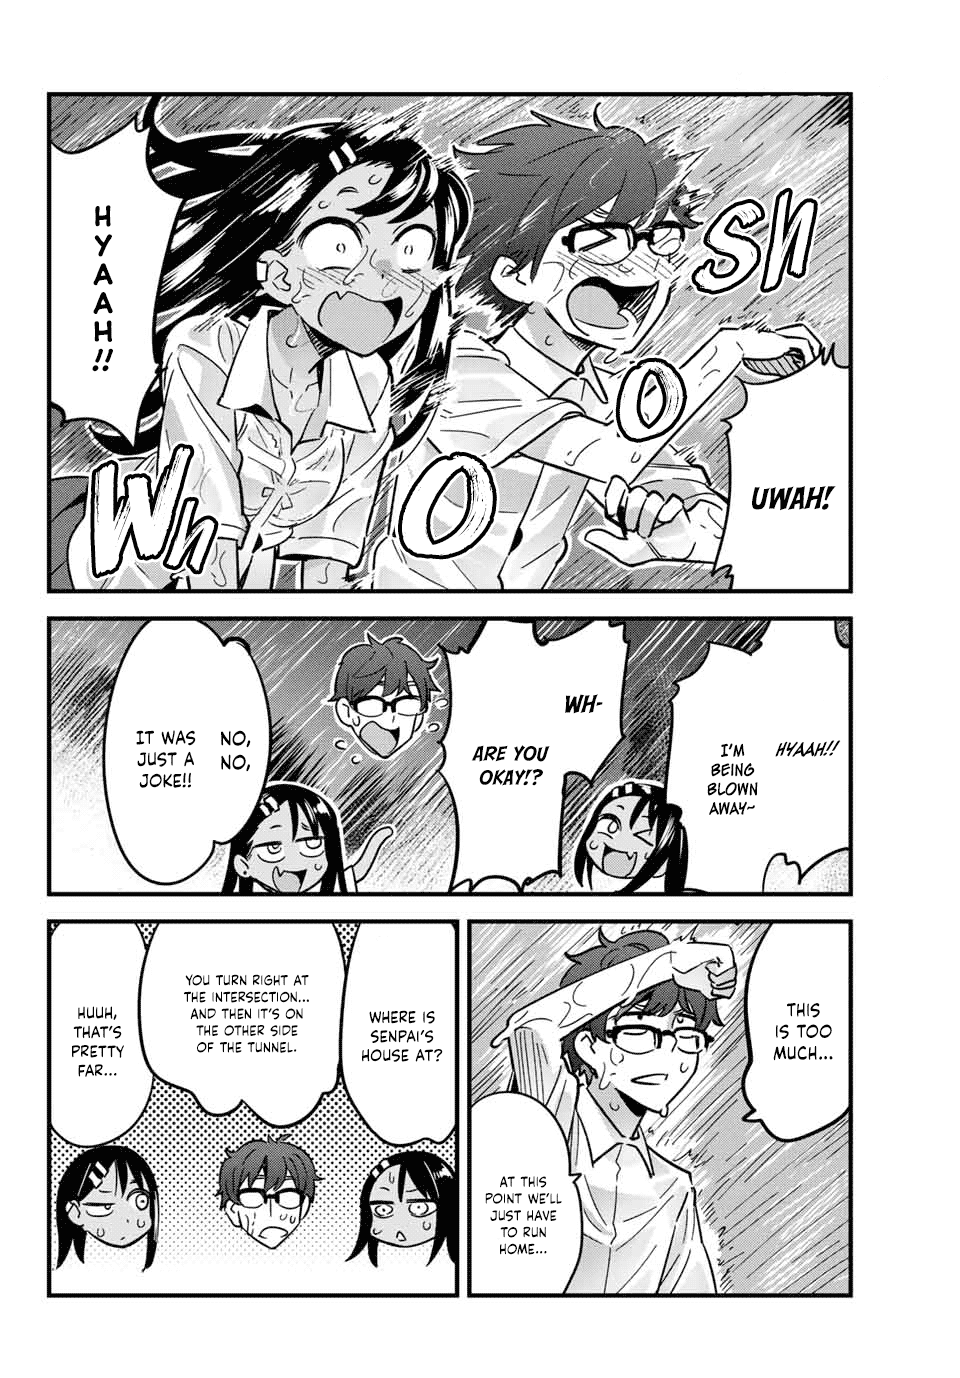 SH
O
O
WH
UWAH!
HYAAH!!
HYAAH!!
I'M
BEING
BLOWN
AWAY~
WH-
ARE YOU
OKAY!?
NO,
NO,
IT WAS
JUST A
JOKE!!
THIS
IS TOO
MUCH...
AT THIS
POINT WE'LL
JUST HAVE
TO RUN
HOME...
WHERE IS
SENPAI'S
HOUSE AT?
YOU TURN RIGHT AT
THE INTERSECTION...
AND THEN IT'S ON
THE OTHER SIDE
OF THE TUNNEL.
HUUH,
THAT'S
PRETTY
FAR...